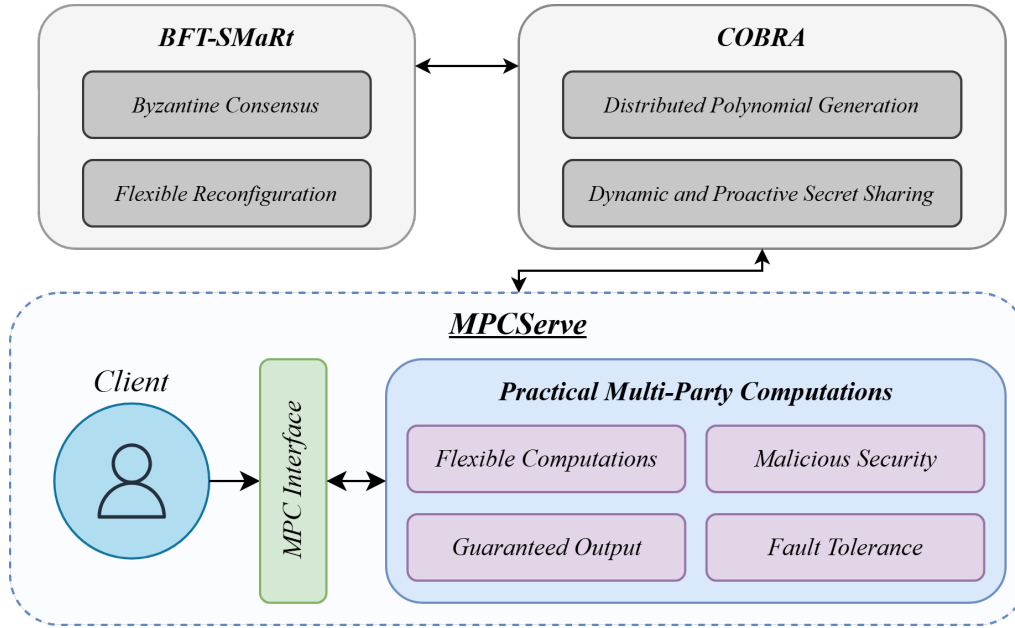 BFT-SMaRt
Byzantine Consensus
Flexible Reconfiguration
COBRA
Distributed Polynomial Generation
Dynamic and Proactive Secret Sharing
MPCServe
Client
MPC Interface
Practical Multi-Party Computations
Flexible Computations
Malicious Security
Guaranteed Output
Fault Tolerance